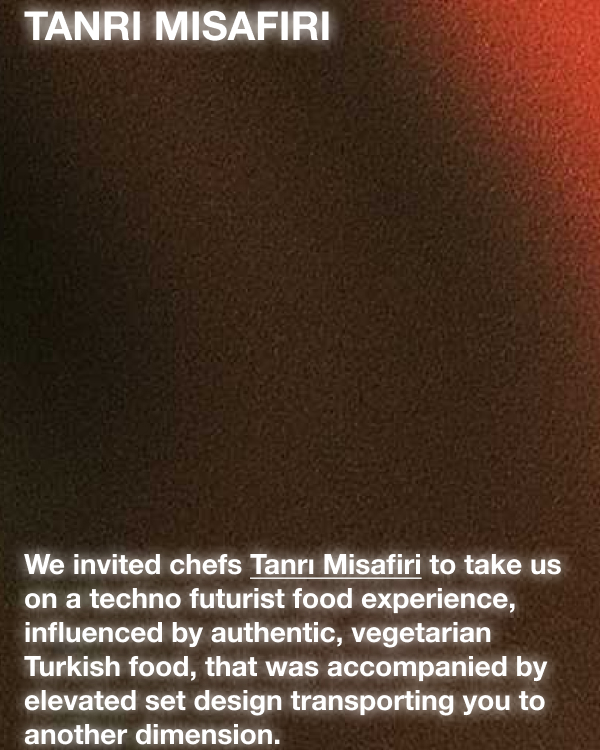 TANRI MISAFIRI
We invited chefs Tanrı Misafiri to take us
on a techno futurist food experience,
influenced by authentic, vegetarian
Turkish food, that was accompanied by
elevated set design transporting you to
another dimension.